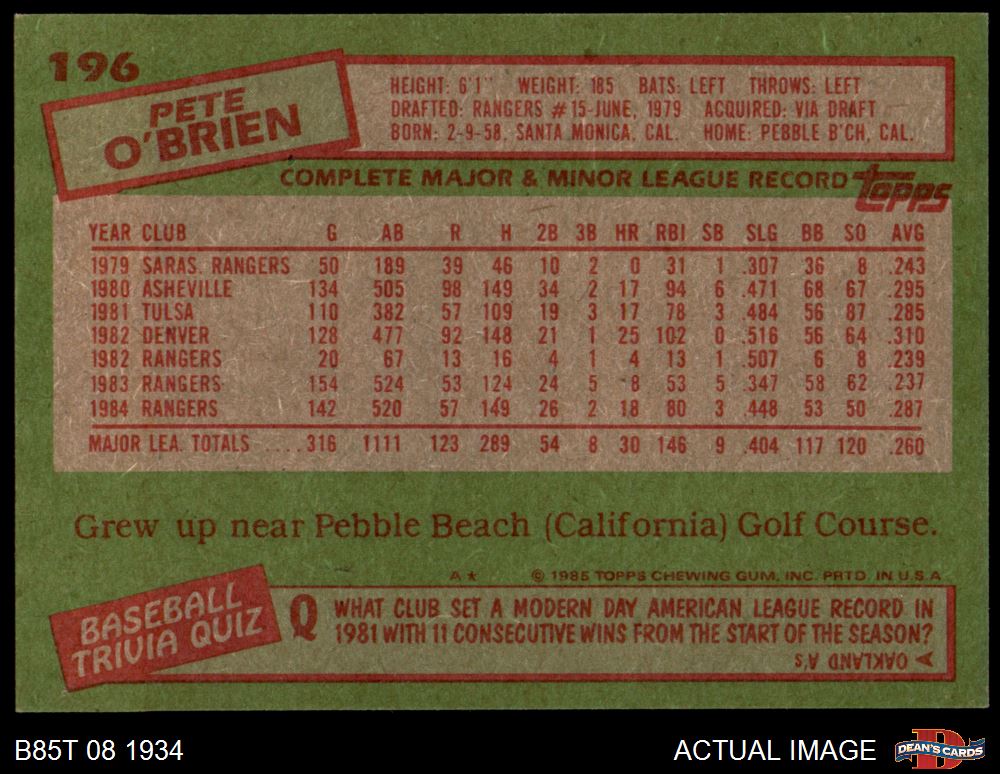 196
PETE
O'BRIEN
HEIGHT: 6'1" WEIGHT: 185 BATS: LEFT THROWS: LEFT
DRAFTED: RANGERS #15-JUNE, 1979 ACQUIRED: VIA DRAFT
BORN: 2-9-58, SANTA MONICA, CAL. HOME: PEBBLE B'CH, CAL.
COMPLETE MAJOR & MINOR LEAGUE RECORD topps
YEAR CLUB G AB R H 2B 3B HR RBI SB SLG BB SO AVG
1979 SARAS. RANGERS 50 189 39 46 10 2 0 31 1 .307 36 8 .243
1980 ASHEVILLE 134 505 98 149 34 2 17 94 6 .471 68 67 .295
1981 TULSA 110 382 57 109 19 3 17 78 3 .484 56 87 .285
1982 DENVER 128 477 92 148 21 1 25 102 0 .516 56 64 .310
1982 RANGERS 20 67 13 16 4 1 4 13 1 .507 6 8 .239
1983 RANGERS 154 524 53 124 24 5 8 53 5 .347 58 62 .237
1984 RANGERS 142 520 57 149 26 2 18 80 3 .448 53 50 .287
MAJOR LEA. TOTALS ....316 1111 123 289 54 8 30 146 9 .404 117 120 .260
Grew up near Pebble Beach (California) Golf Course.
A* © 1985 TOPPS CHEWING GUM, INC. PRTD. IN U.S.A
BASEBALL
TRIVIA QUIZ
Q WHAT CLUB SET A MODERN DAY AMERICAN LEAGUE RECORD IN
1981 WITH 11 CONSECUTIVE WINS FROM THE START OF THE SEASON?
A OAKLAND A's
B85T 08 1934
ACTUAL IMAGE
D
DEAN'S CARDS